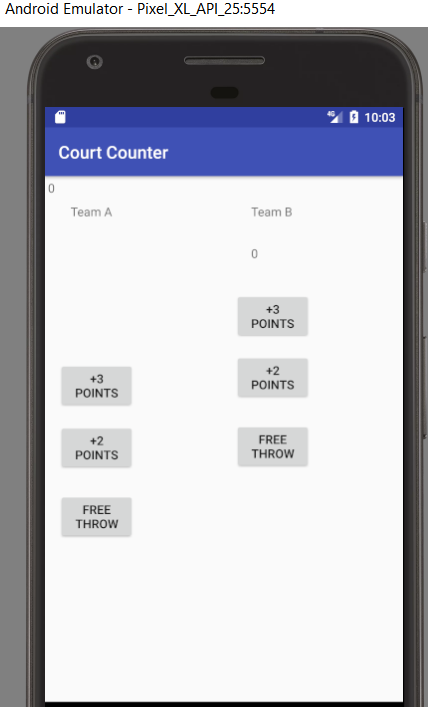 Android Emulator - Pixel_XL_API_25:5554
4G 10:03
Court Counter
0
Team A Team B
0
+3
POINTS
+2
POINTS
+3
POINTS
+2
POINTS
FREE
THROW
FREE
THROW